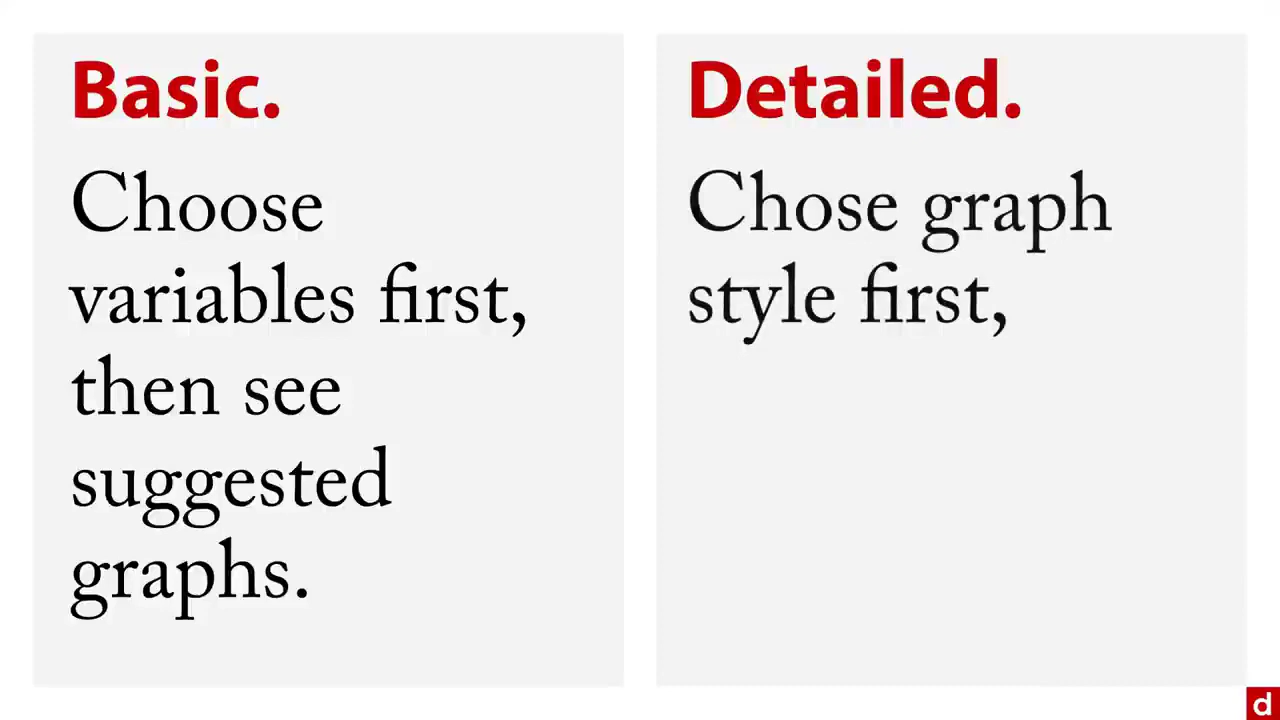 Basic.
Choose
variables first,
then see
suggested
graphs.
Detailed.
Chose graph
style first,
d